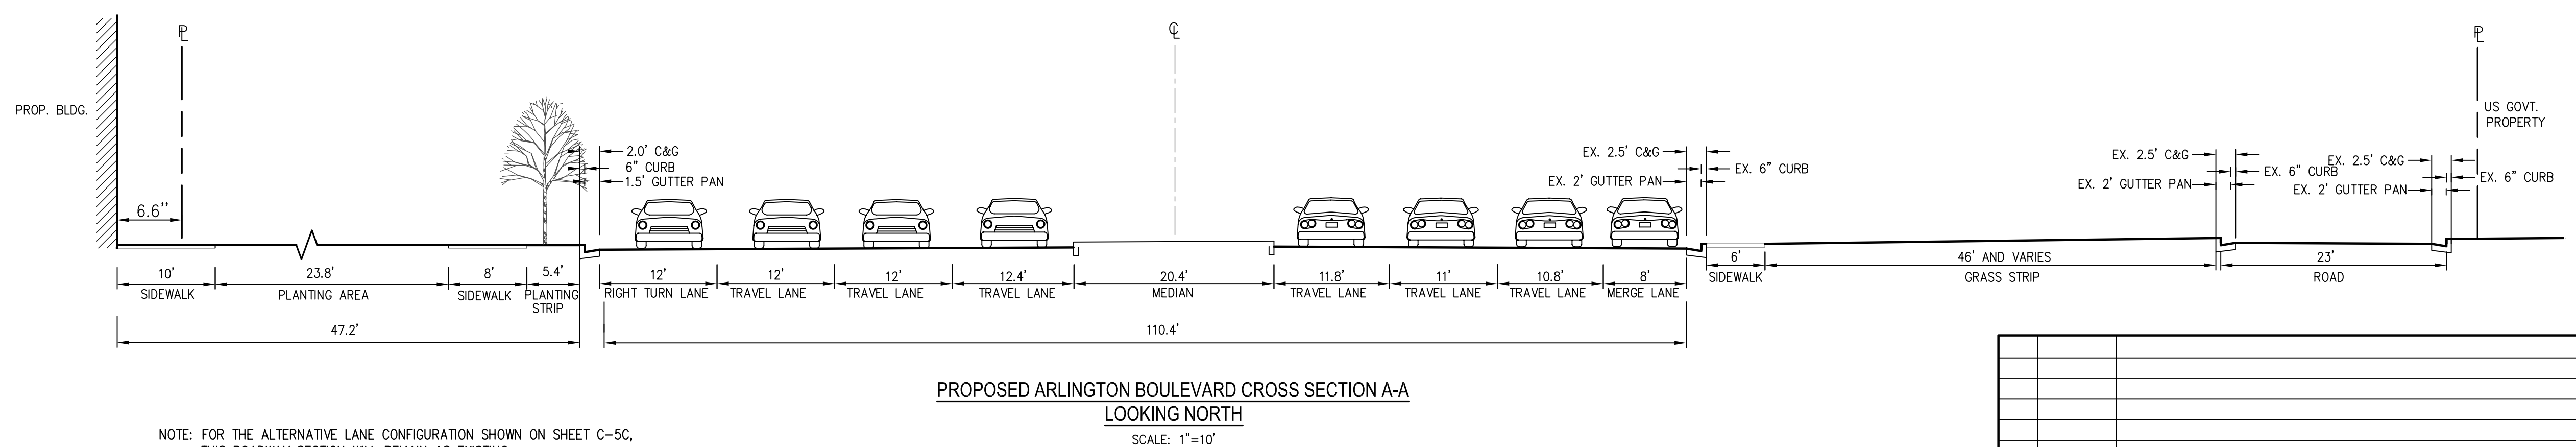 PL
CL
PL
PROP. BLDG.
US GOVT.
PROPERTY
2.0' C&G
6" CURB
1.5' GUTTER PAN
EX. 2.5' C&G
EX. 6" CURB
EX. 2' GUTTER PAN
EX. 2.5' C&G
EX. 6" CURB
EX. 2' GUTTER PAN
EX. 2.5' C&G
EX. 6" CURB
EX. 2' GUTTER PAN
6.6"
10'
SIDEWALK
23.8'
PLANTING AREA
8'
SIDEWALK
5.4'
PLANTING
STRIP
12'
RIGHT TURN LANE
12'
TRAVEL LANE
12'
TRAVEL LANE
12.4'
TRAVEL LANE
20.4'
MEDIAN
11.8'
TRAVEL LANE
11'
TRAVEL LANE
10.8'
TRAVEL LANE
8'
MERGE LANE
6'
SIDEWALK
46' AND VARIES
GRASS STRIP
23'
ROAD
47.2'
110.4'
PROPOSED ARLINGTON BOULEVARD CROSS SECTION A-A
LOOKING NORTH
SCALE: 1"=10'
NOTE: FOR THE ALTERNATIVE LANE CONFIGURATION SHOWN ON SHEET C-5C,